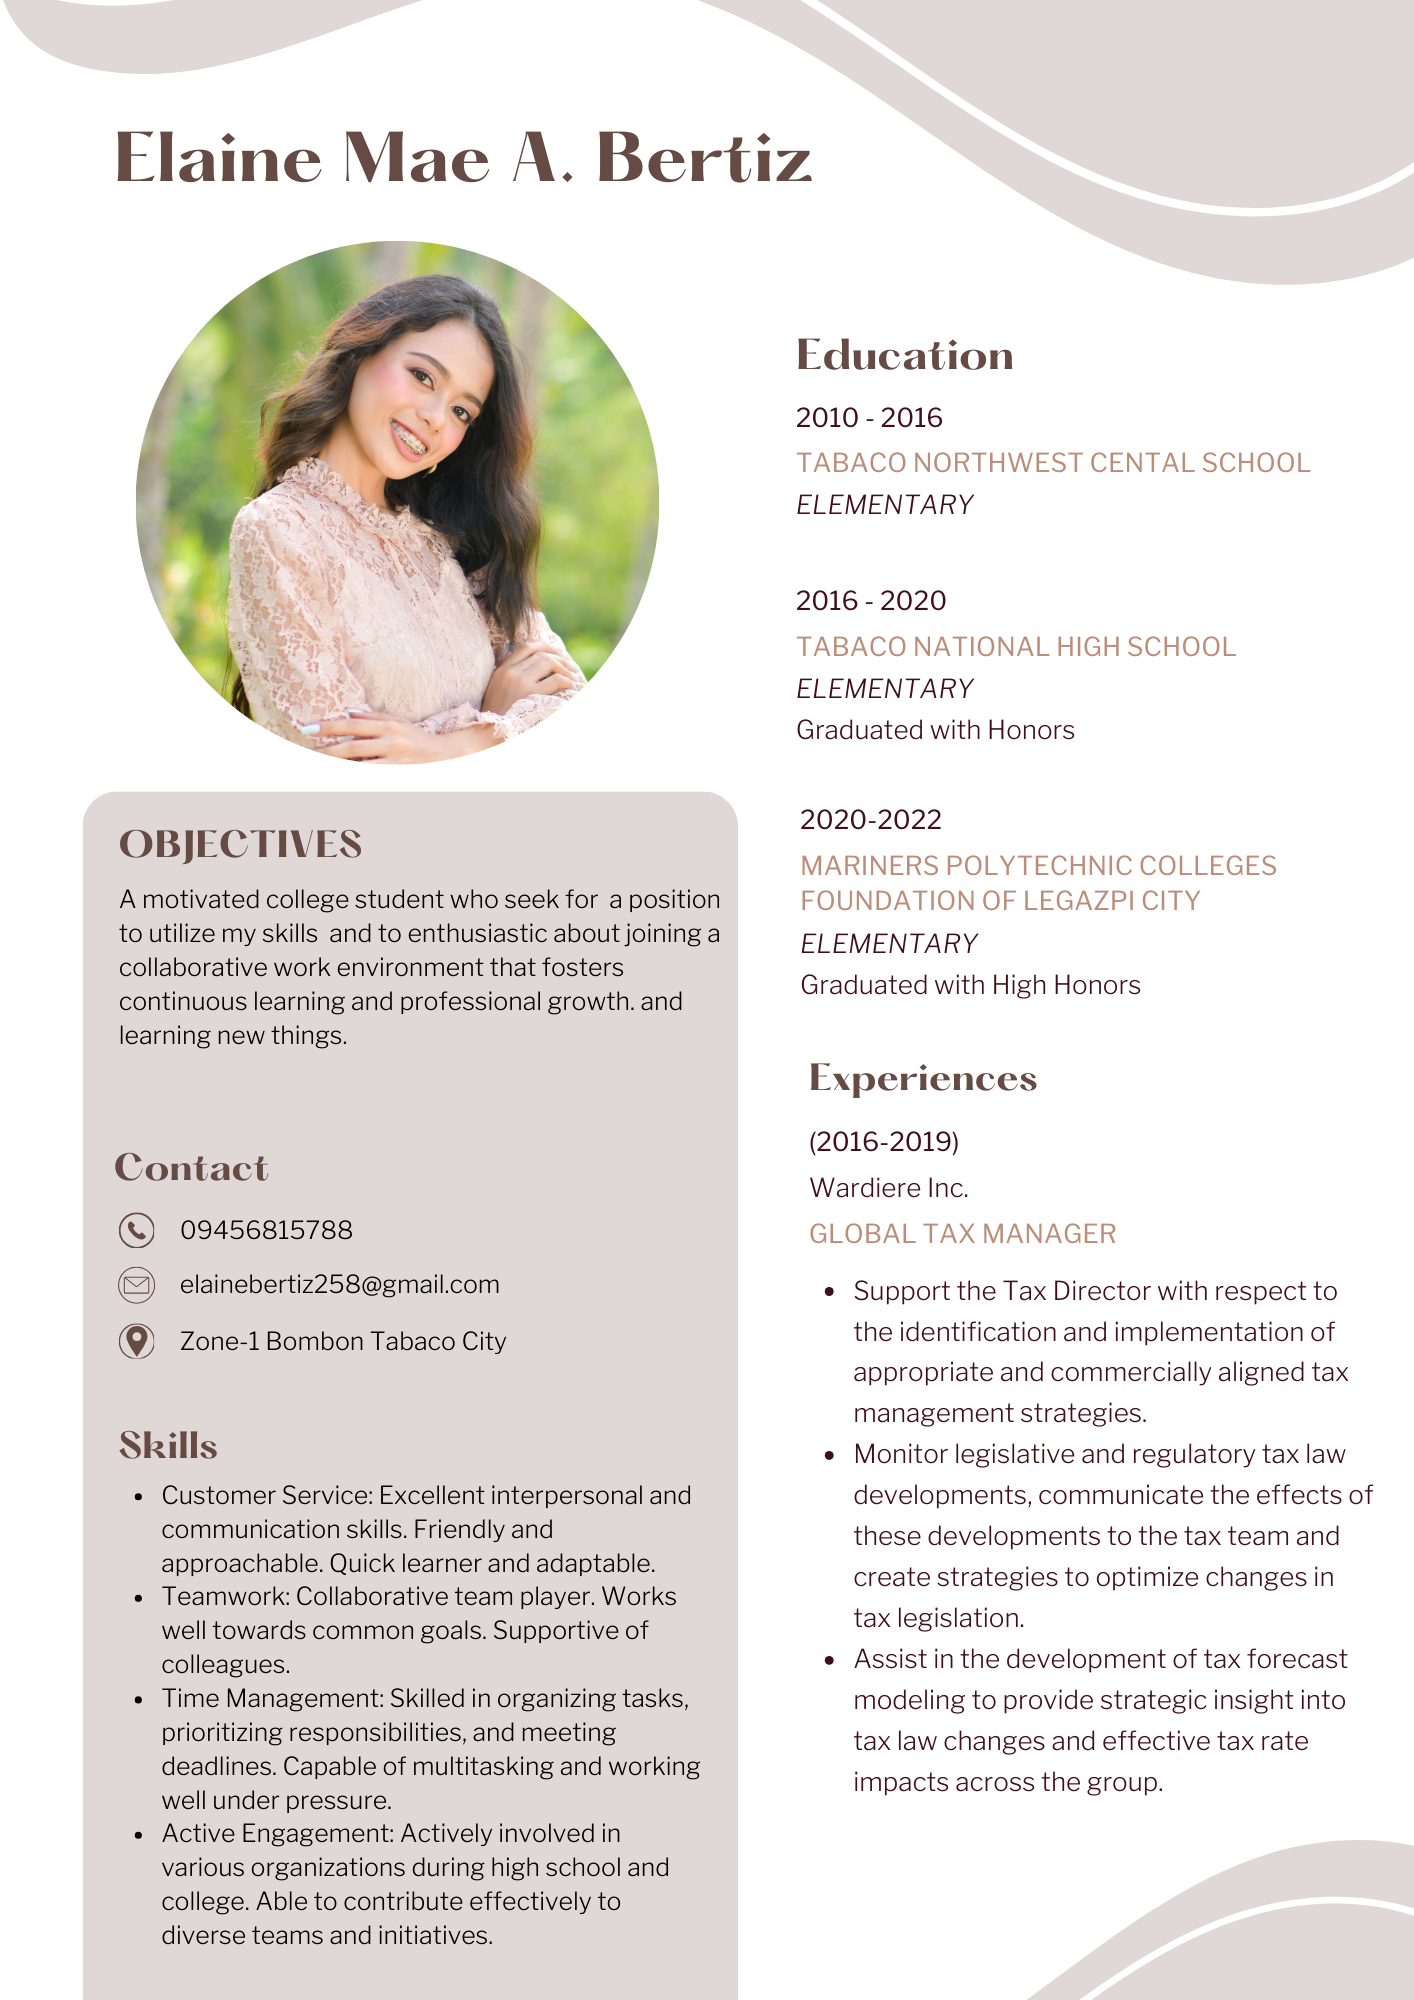 Elaine Mae A. Bertiz
OBJECTIVES
A motivated college student who seek for a position
to utilize my skills and to enthusiastic about joining a
collaborative work environment that fosters
continuous learning and professional growth. and
learning new things.
Contact
09456815788
elainebertiz258@gmail.com
Zone-1 Bombon Tabaco City
Skills
• Customer Service: Excellent interpersonal and
communication skills. Friendly and
approachable. Quick learner and adaptable.
• Teamwork: Collaborative team player. Works
well towards common goals. Supportive of
colleagues.
• Time Management: Skilled in organizing tasks,
prioritizing responsibilities, and meeting
deadlines. Capable of multitasking and working
well under pressure.
• Active Engagement: Actively involved in
various organizations during high school and
college. Able to contribute effectively to
diverse teams and initiatives.
Education
2010 - 2016
TABACO NORTHWEST CENTAL SCHOOL
ELEMENTARY
2016 - 2020
TABACO NATIONAL HIGH SCHOOL
ELEMENTARY
Graduated with Honors
2020-2022
MARINERS POLYTECHNIC COLLEGES
FOUNDATION OF LEGAZPI CITY
ELEMENTARY
Graduated with High Honors
Experiences
(2016-2019)
Wardiere Inc.
GLOBAL TAX MANAGER
• Support the Tax Director with respect to
the identification and implementation of
appropriate and commercially aligned tax
management strategies.
• Monitor legislative and regulatory tax law
developments, communicate the effects of
these developments to the tax team and
create strategies to optimize changes in
tax legislation.
• Assist in the development of tax forecast
modeling to provide strategic insight into
tax law changes and effective tax rate
impacts across the group.